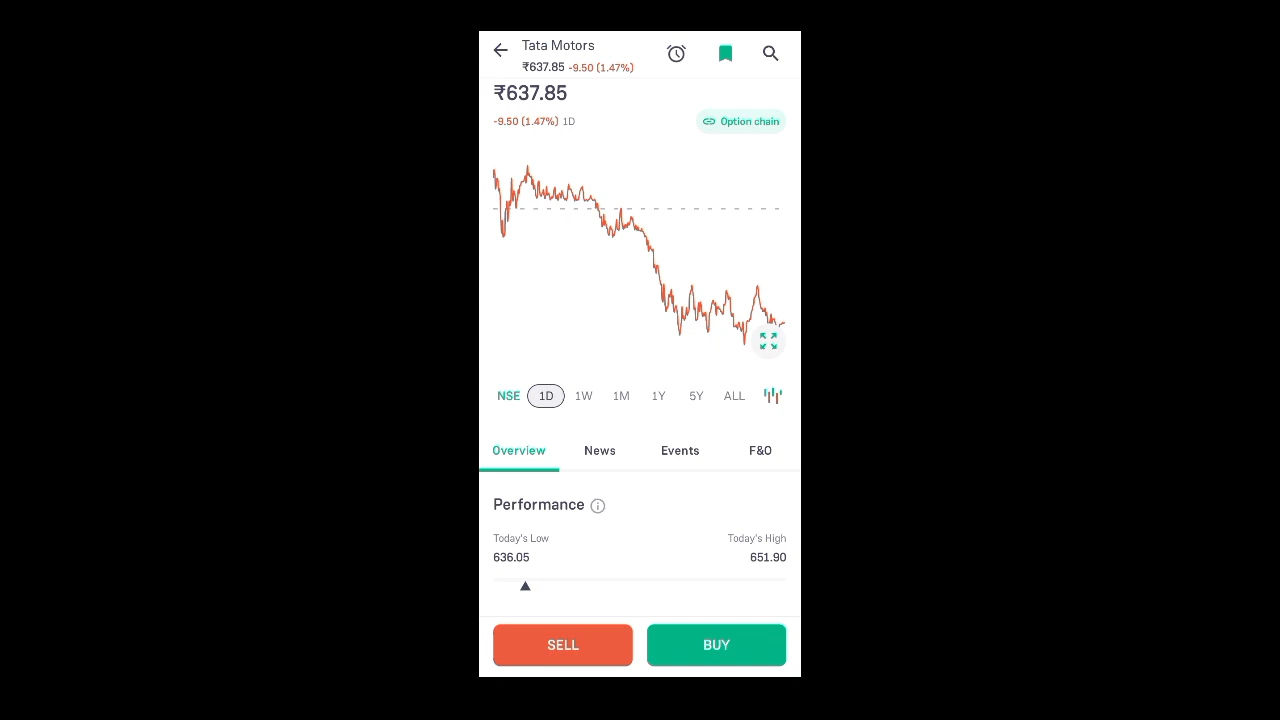 Tata Motors
₹637.85 -9.50 (1.47%)
₹637.85
-9.50 (1.47%) 1D
Option chain
NSE 1D 1W 1M 1Y 5Y ALL
Overview News Events F&O
Performance
Today's Low Today's High
636.05 651.90
SELL BUY